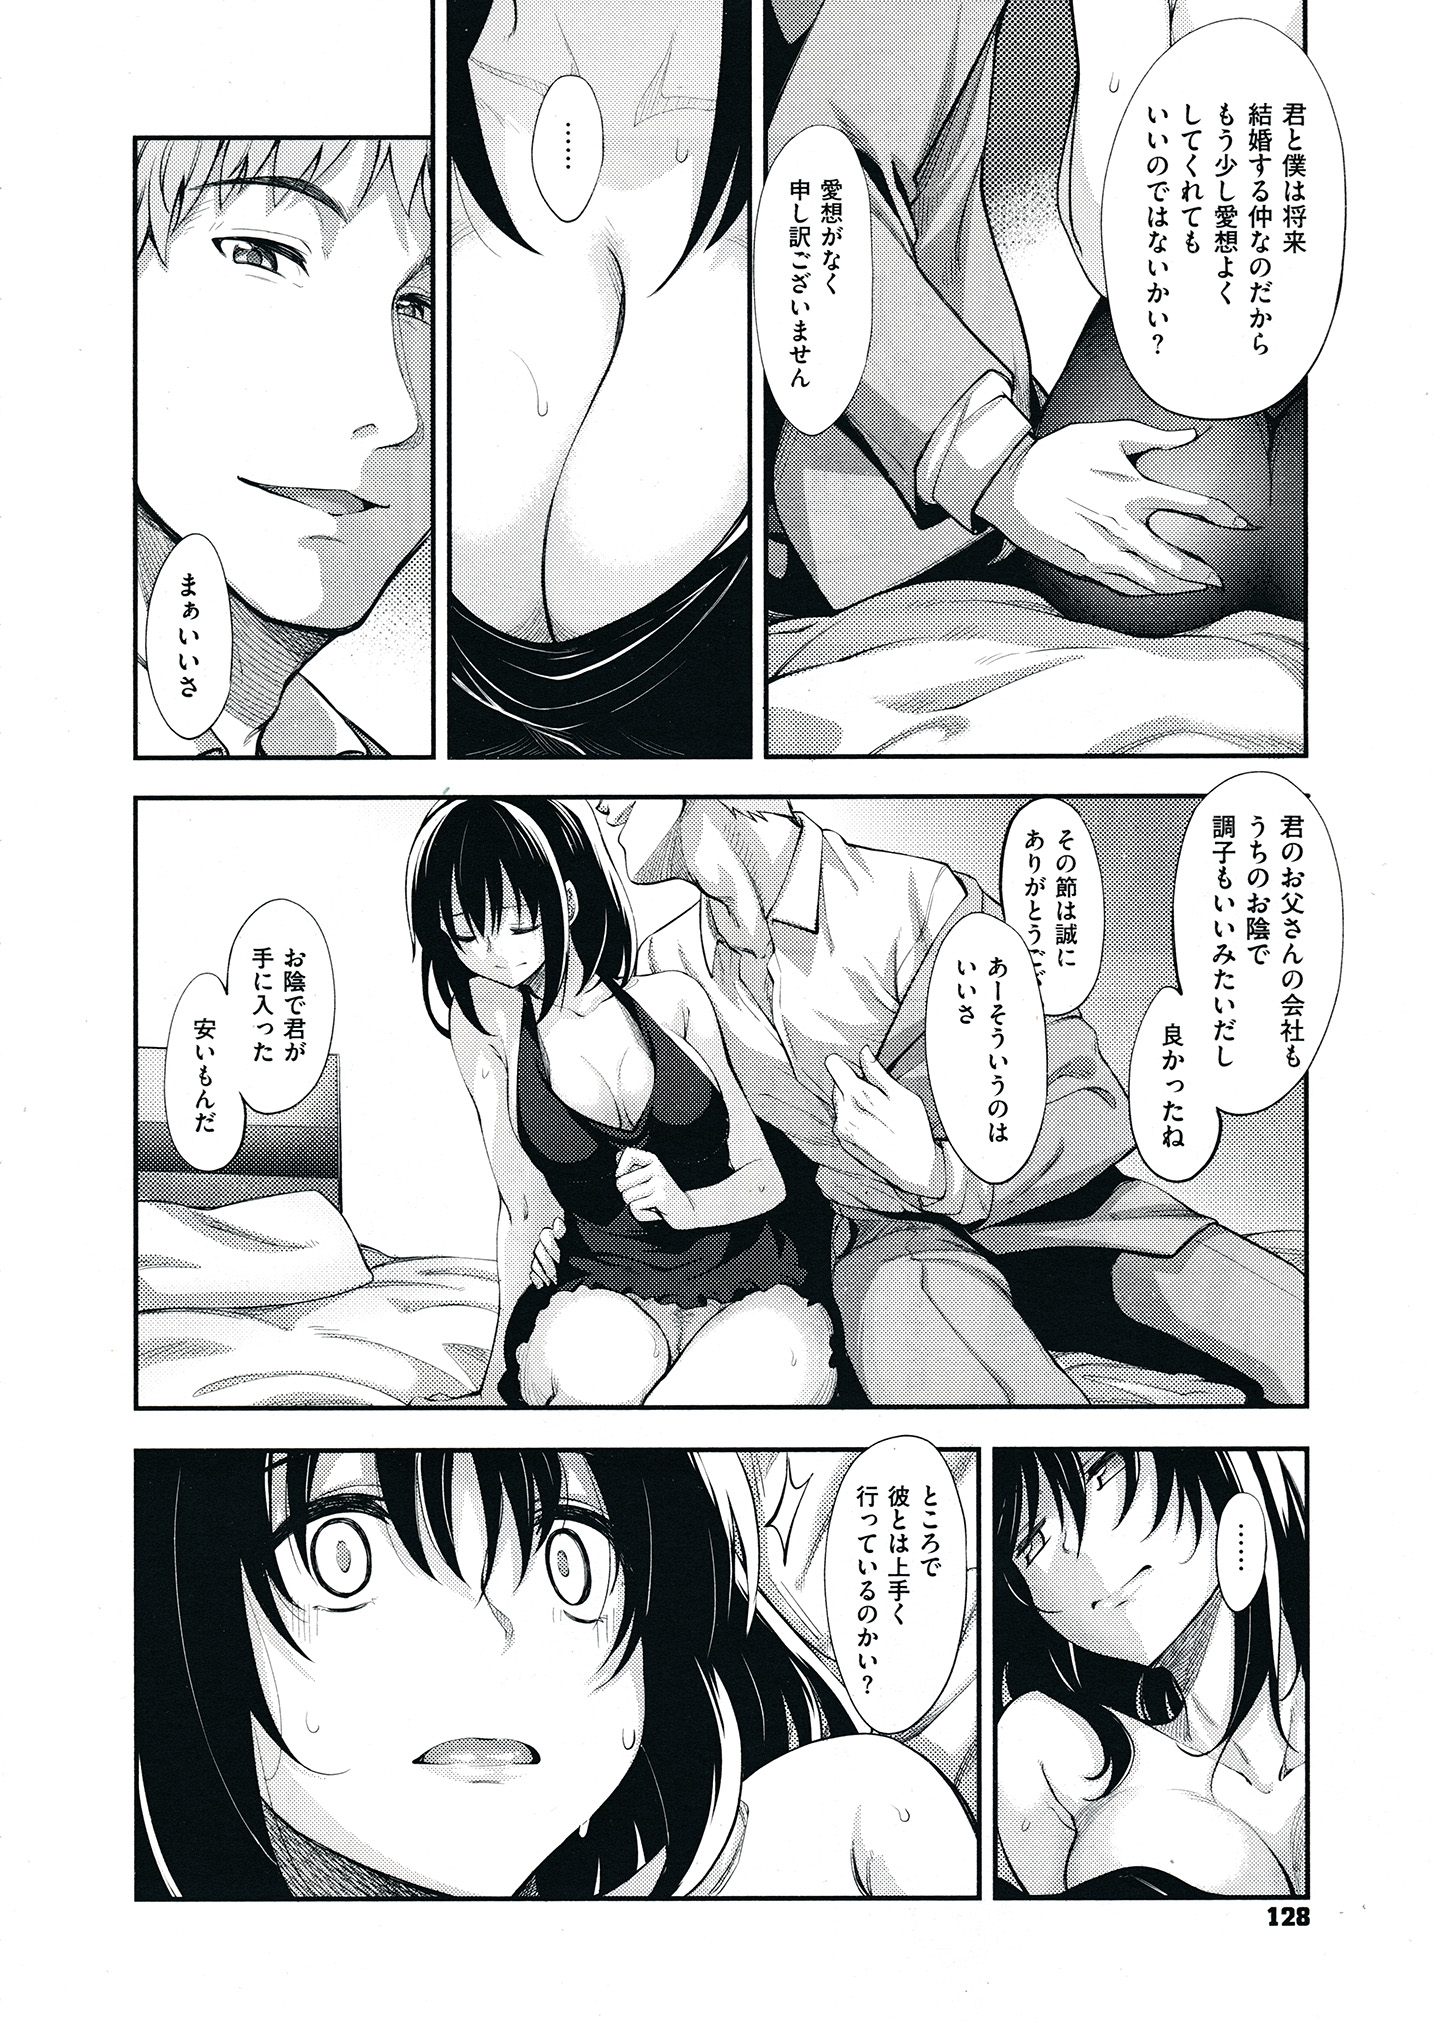 君と僕は将来
結婚する仲なのだから
もう少し愛想よく
してくれても
いいのではないかい？
愛想がなく
申し訳ございません
……
まぁいいさ
君のお父さんの会社も
うちのお陰で
調子もいいみたいだし
良かったね
その節は誠に
ありがとうござ
あーそういうのは
いいさ
お陰で君が
手に入った
安いもんだ
……
ところで
彼とは上手く
行っているのかい？
128